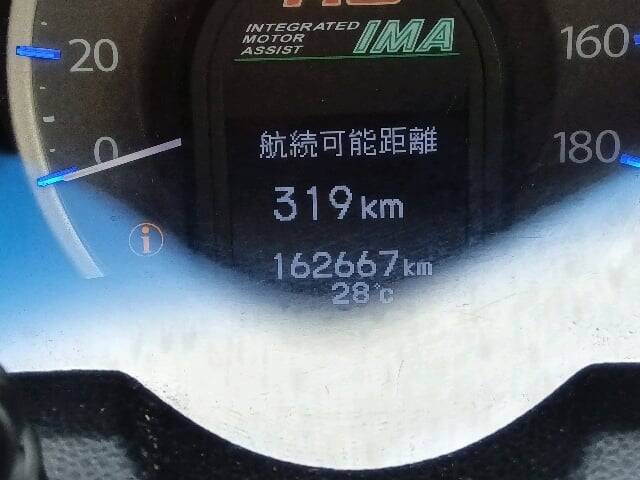 INTEGRATED
MOTOR
ASSIST
IMA
20
160
航続可能距離
0
180
319km
i
162667km
28°C